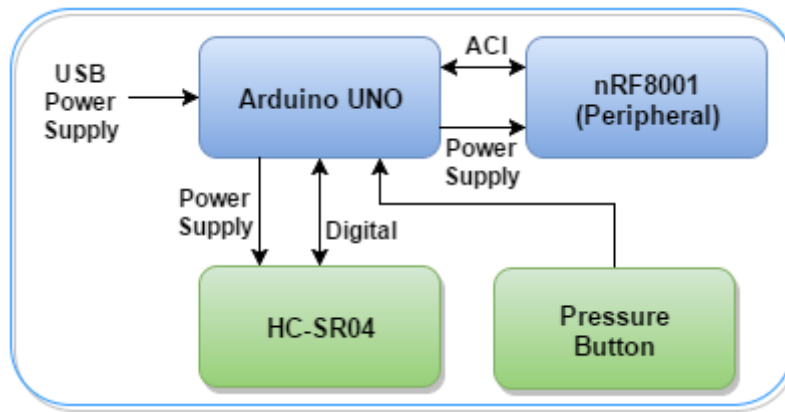 ACI
USB
Power
Supply
Arduino UNO
nRF8001
(Peripheral)
Power
Supply
Power
Supply
Digital
HC-SR04
Pressure
Button